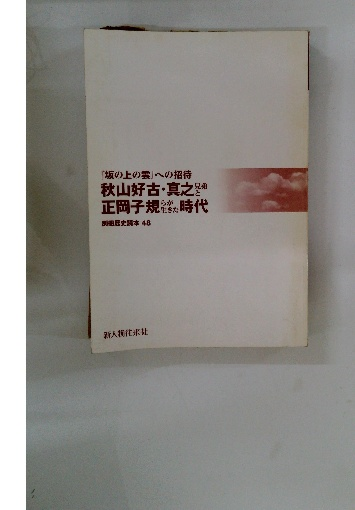 「坂の上の雲」への招待
秋山好古・真之兄弟と
正岡子規らが生きた時代
別冊歴史読本 48
新人物往来社